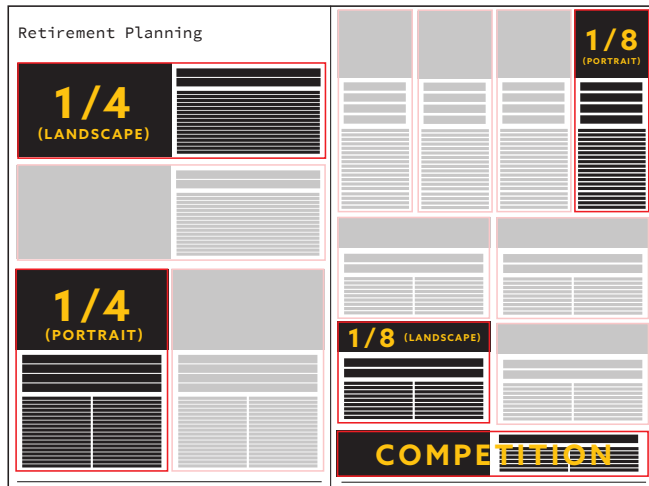 Retirement Planning
1/4
(LANDSCAPE)
1/4
(PORTRAIT)
1/8
(PORTRAIT)
1/8 (LANDSCAPE)
COMPETITION